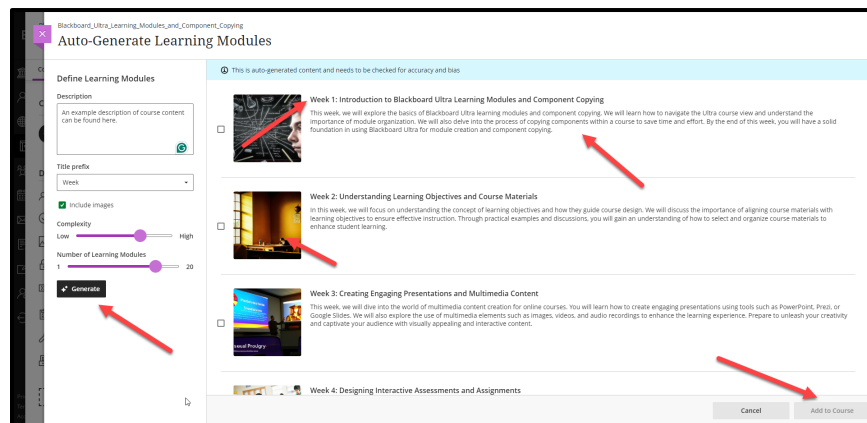 Blackboard_Ultra_Learning_Modules_and_Component_Copying
Auto-Generate Learning Modules
Define Learning Modules
Description
An example description of course content
can be found here.
Title prefix
Week
Include images
Complexity
Low
High
Number of Learning Modules
1
20
Generate
This is auto-generated content and needs to be checked for accuracy and bias
Week 1: Introduction to Blackboard Ultra Learning Modules and Component Copying
This week, we will explore the basics of Blackboard Ultra learning modules and component copying. We will learn how to navigate the Ultra course view and understand the
importance of module organization. We will also delve into the process of copying components within a course to save time and effort. By the end of this week, you will have a solid
foundation in using Blackboard Ultra for module creation and component copying.
Week 2: Understanding Learning Objectives and Course Materials
In this week, we will focus on understanding the concept of learning objectives and how they guide course design. We will discuss the importance of aligning course materials with
learning objectives to ensure effective instruction. Through practical examples and discussions, you will gain an understanding of how to select and organize course materials to
enhance student learning.
Week 3: Creating Engaging Presentations and Multimedia Content
This week, we will dive into the world of multimedia content creation for online courses. You will learn how to create engaging presentations using tools such as PowerPoint, Prezi, or
Google Slides. We will also explore the use of multimedia elements such as images, videos, and audio recordings to enhance the learning experience. Prepare to unleash your creativity
and captivate your audience with visually appealing and interactive content.
Week 4: Designing Interactive Assessments and Assignments
Cancel
Add to Course